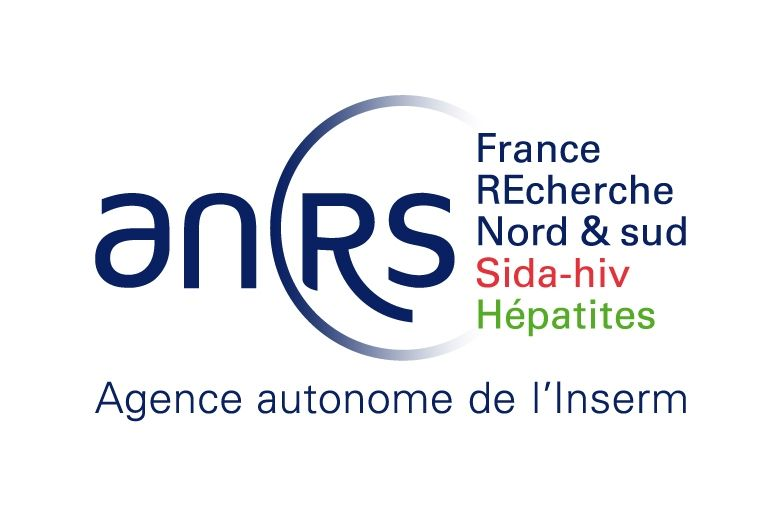 anRS
France
REcherche
Nord & sud
Sida-hiv
Hépatites
Agence autonome de l'Inserm